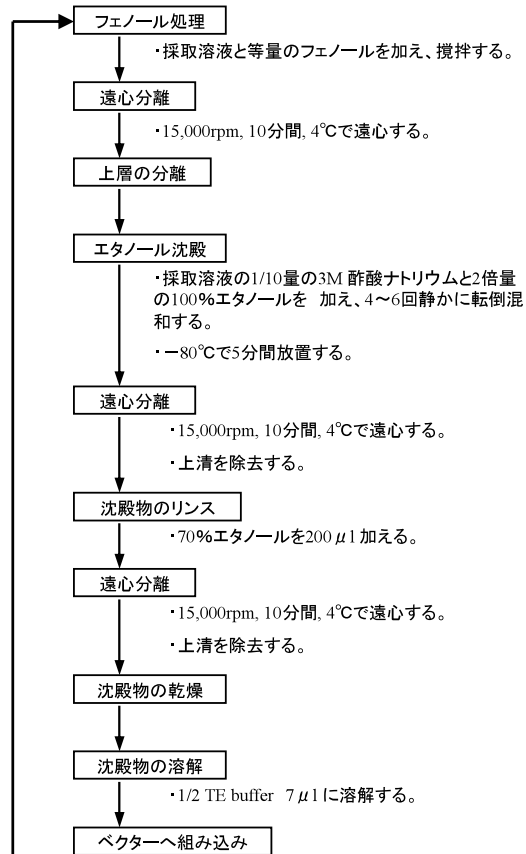 フェノール処理
・採取溶液と等量のフェノールを加え、撹拌する。
遠心分離
・15,000rpm, 10分間, 4℃で遠心する。
上層の分離
エタノール沈殿
・採取溶液の1/10量の3M 酢酸ナトリウムと2倍量
の100%エタノールを 加え、4～6回静かに転倒混
和する。
・－80℃で5分間放置する。
遠心分離
・15,000rpm, 10分間, 4℃で遠心する。
・上清を除去する。
沈殿物のリンス
・70%エタノールを200μl加える。
遠心分離
・15,000rpm, 10分間, 4℃で遠心する。
・上清を除去する。
沈殿物の乾燥
沈殿物の溶解
・1/2 TE buffer 7μlに溶解する。
ベクターへ組み込み